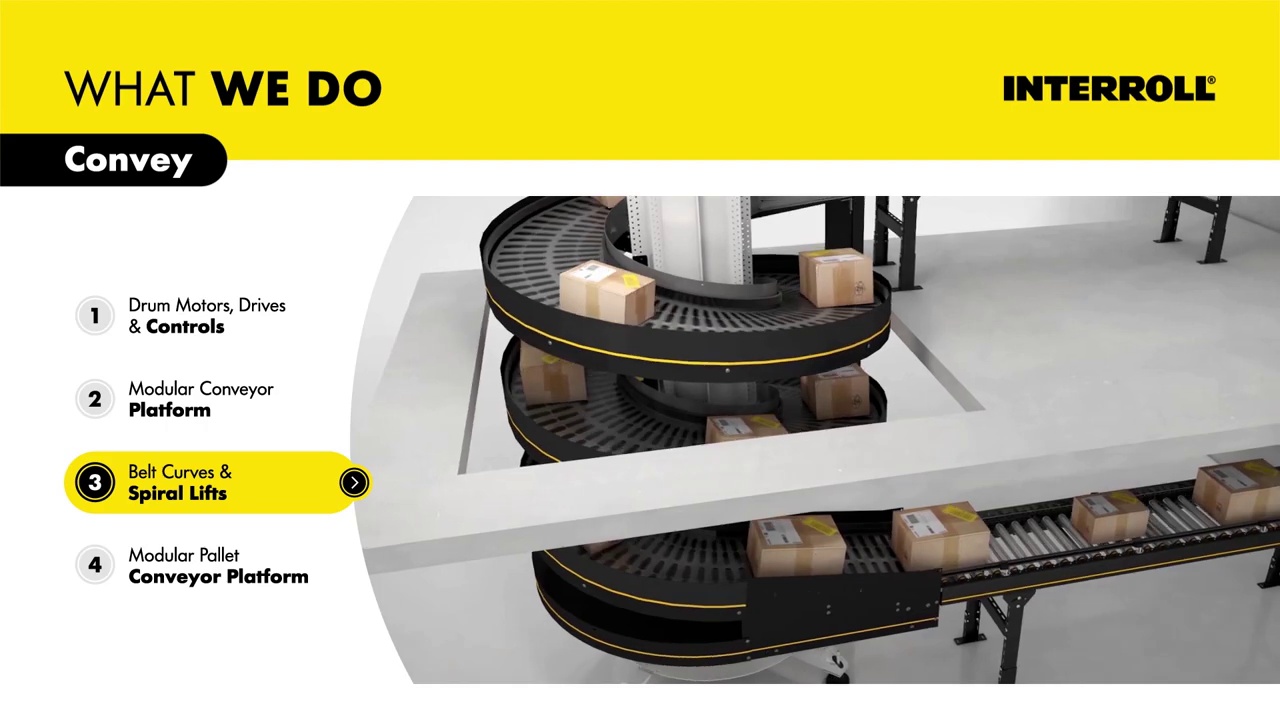 WHAT WE DO
INTERROLL®
Convey
1
Drum Motors, Drives
& Controls
2
Modular Conveyor
Platform
3
Belt Curves &
Spiral Lifts
4
Modular Pallet
Conveyor Platform